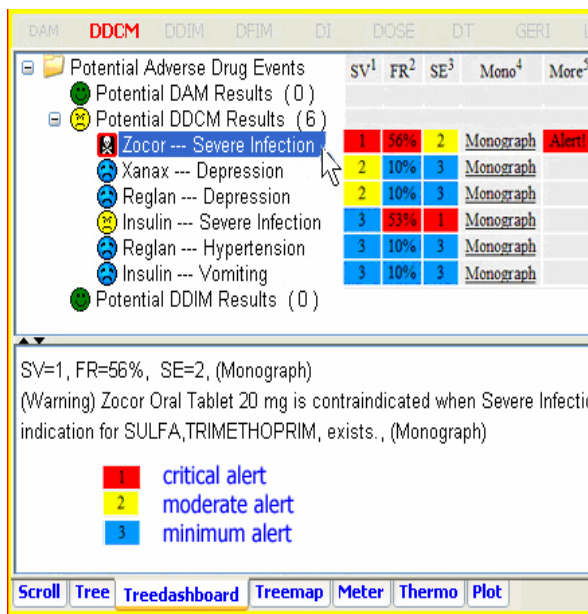 DAM DDCM DDIM DFIM DI DOSE DT GERI
Potential Adverse Drug Events SV1 FR2 SE3 Mono4 More5
Potential DAM Results (0)
Potential DDCM Results (6)
Zocor --- Severe Infection 1 56% 2 Monograph Alert!
Xanax --- Depression 2 10% 3 Monograph
Reglan --- Depression 2 10% 3 Monograph
Insulin --- Severe Infection 3 53% 1 Monograph
Reglan --- Hypertension 3 10% 3 Monograph
Insulin --- Vomiting 3 10% 3 Monograph
Potential DDIM Results (0)
SV=1, FR=56%, SE=2, (Monograph)
(Warning) Zocor Oral Tablet 20 mg is contraindicated when Severe Infectio
indication for SULFA,TRIMETHOPRIM, exists., (Monograph)
1 critical alert
2 moderate alert
3 minimum alert
Scroll Tree Treedashboard Treemap Meter Thermo Plot